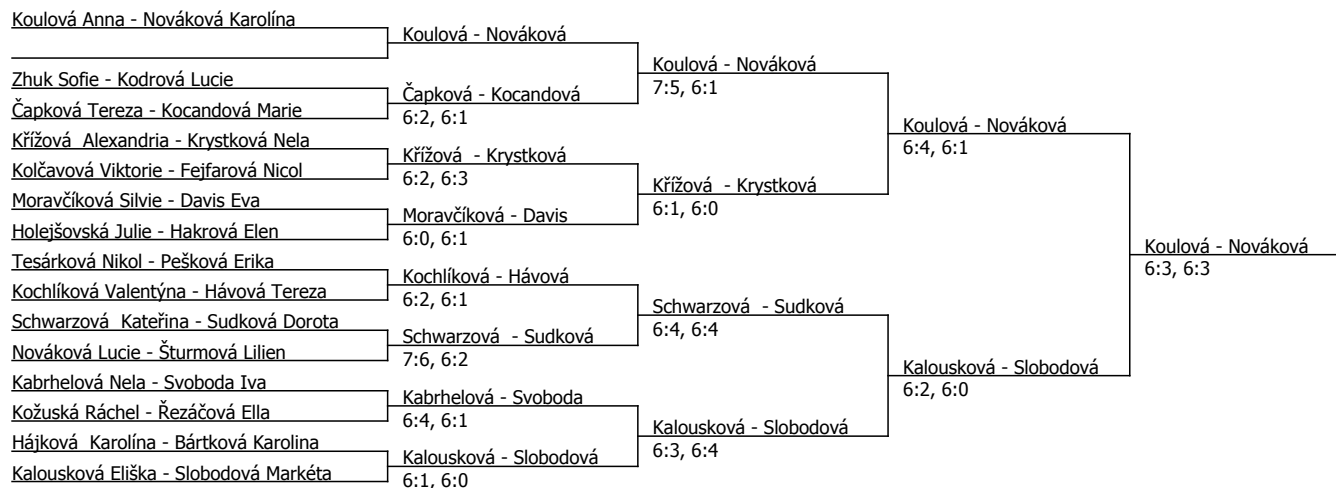 Koulová Anna - Nováková Karolína
Zhuk Sofie - Kodrová Lucie
Čapková Tereza - Kocandová Marie
Křížová  Alexandria - Krystková Nela
Kolčavová Viktorie - Fejfarová Nicol
Moravčíková Silvie - Davis Eva
Holejšovská Julie - Hakrová Elen
Tesárková Nikol - Pešková Erika
Kochlíková Valentýna - Hávová Tereza
Schwarzová  Kateřina - Sudková Dorota
Nováková Lucie - Šturmová Lilien
Kabrhelová Nela - Svoboda Iva
Kožuská Ráchel - Řezáčová Ella
Hájková  Karolína - Bártková Karolina
Kalousková Eliška - Slobodová Markéta
Koulová - Nováková
Čapková - Kocandová
6:2, 6:1
Křížová  - Krystková
6:2, 6:3
Moravčíková - Davis
6:0, 6:1
Kochlíková - Hávová
6:2, 6:1
Schwarzová  - Sudková
7:6, 6:2
Kabrhelová - Svoboda
6:4, 6:1
Kalousková - Slobodová
6:1, 6:0
Koulová - Nováková
7:5, 6:1
Křížová  - Krystková
6:1, 6:0
Schwarzová  - Sudková
6:4, 6:4
Kalousková - Slobodová
6:3, 6:4
Koulová - Nováková
6:4, 6:1
Kalousková - Slobodová
6:2, 6:0
Koulová - Nováková
6:3, 6:3